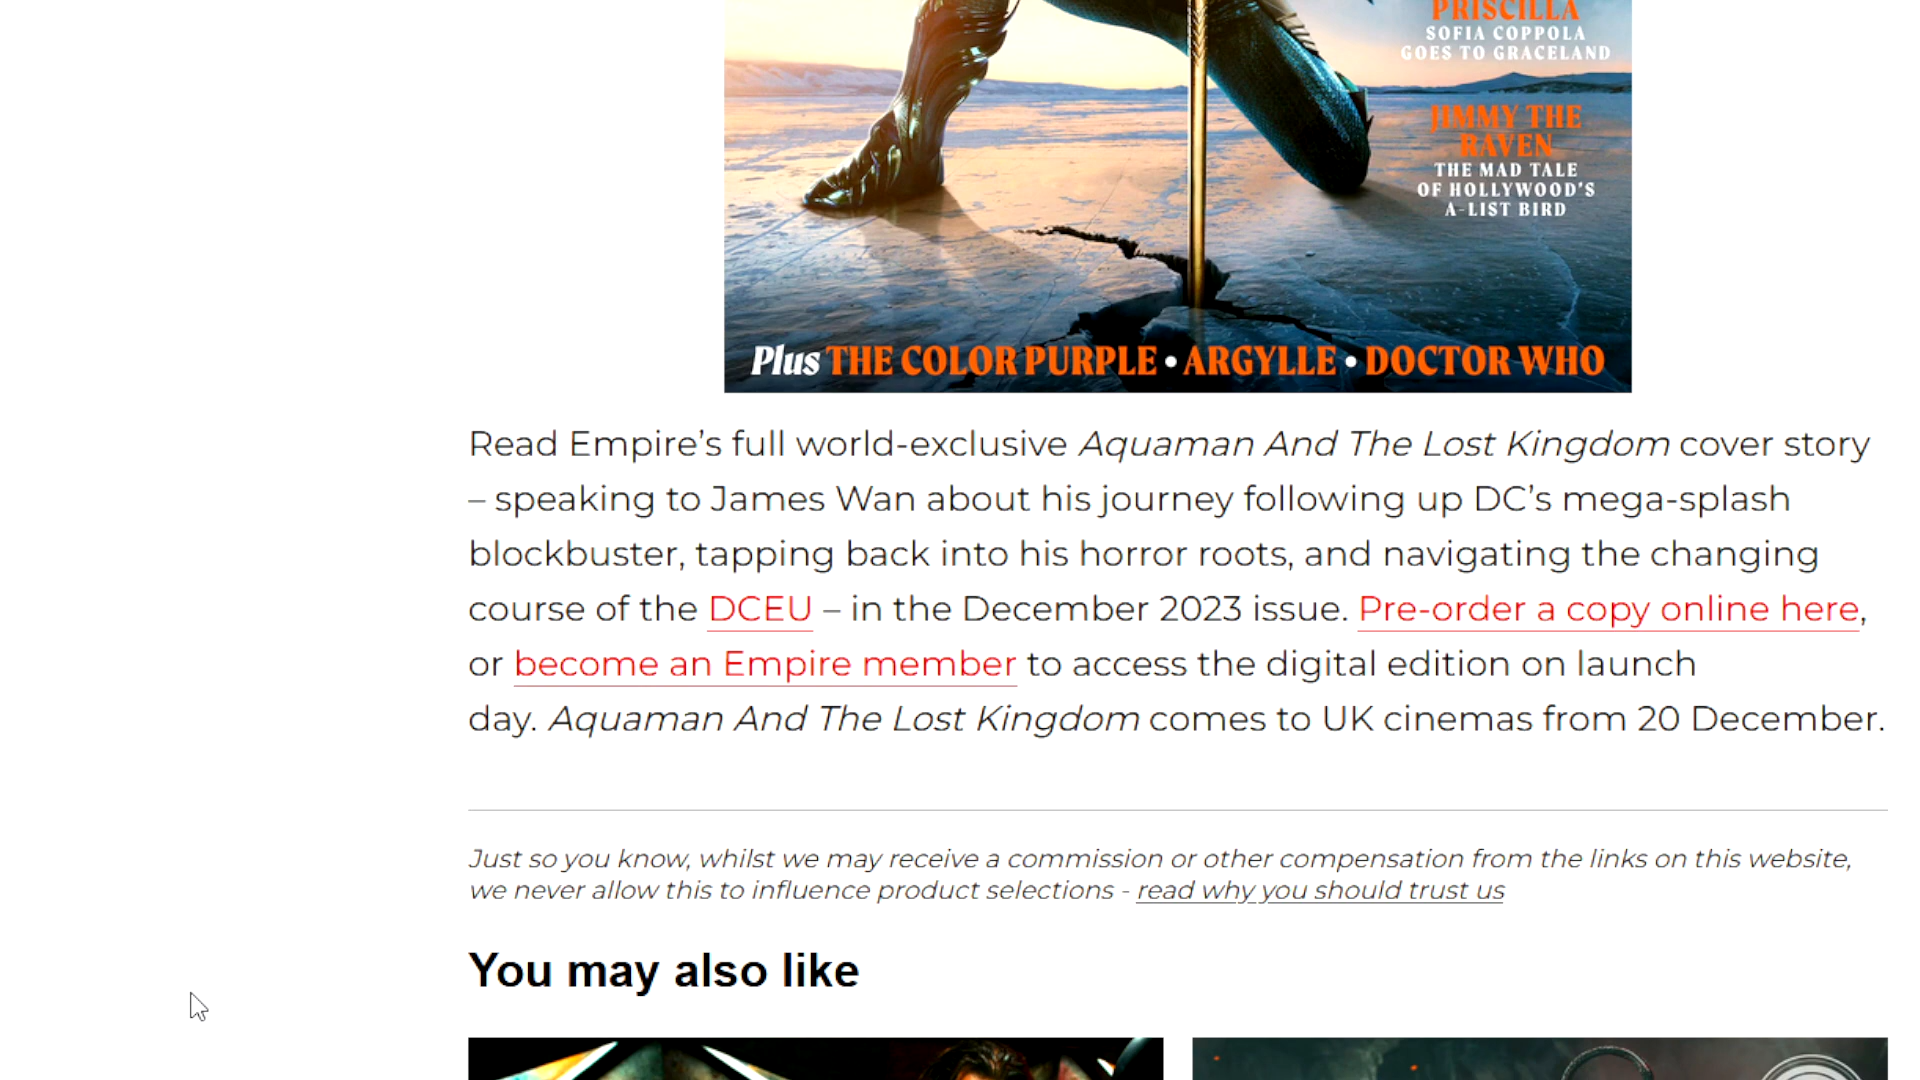 PRISCILLA
SOFIA COPPOLA
GOES TO GRACELAND
JIMMY THE
RAVEN
THE MAD TALE
OF HOLLYWOOD'S
A-LIST BIRD
Plus THE COLOR PURPLE • ARGYLLE • DOCTOR WHO
Read Empire’s full world-exclusive Aquaman And The Lost Kingdom cover story
– speaking to James Wan about his journey following up DC’s mega-splash
blockbuster, tapping back into his horror roots, and navigating the changing
course of the DCEU – in the December 2023 issue. Pre-order a copy online here,
or become an Empire member to access the digital edition on launch
day. Aquaman And The Lost Kingdom comes to UK cinemas from 20 December.
Just so you know, whilst we may receive a commission or other compensation from the links on this website,
we never allow this to influence product selections - read why you should trust us
You may also like